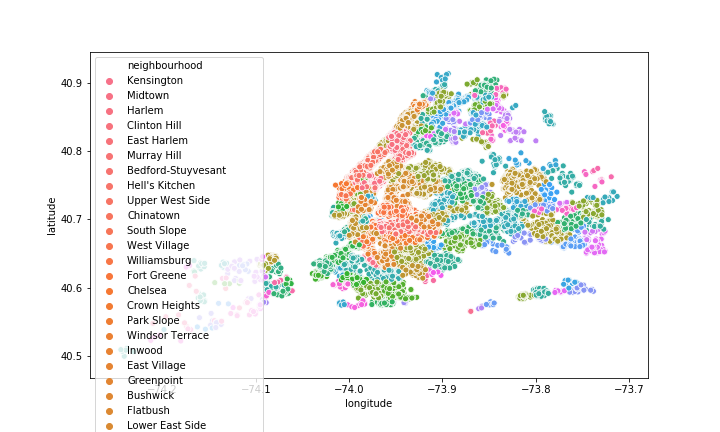 neighbourhood
Kensington
Midtown
Harlem
Clinton Hill
East Harlem
Murray Hill
Bedford-Stuyvesant
Hell's Kitchen
Upper West Side
Chinatown
South Slope
West Village
Williamsburg
Fort Greene
Chelsea
Crown Heights
Park Slope
Windsor Terrace
Inwood
East Village
Greenpoint
Bushwick
Flatbush
Lower East Side
latitude
40.9
40.8
40.7
40.6
40.5
−74.2 −74.1 −74.0 −73.9 −73.8 −73.7
longitude